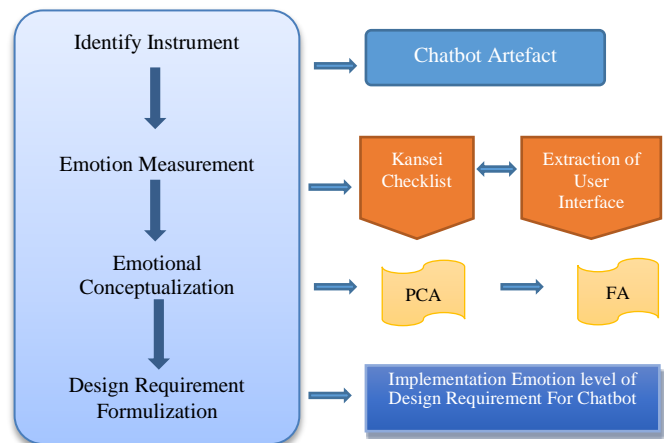 Identify Instrument
Chatbot Artefact
Emotion Measurement
Kansei
Checklist
Extraction of
User
Interface
Emotional
Conceptualization
PCA
FA
Design Requirement
Formulization
Implementation Emotion level of
Design Requirement For Chatbot